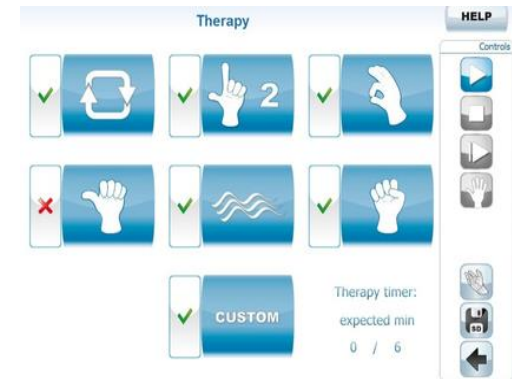 Therapy
HELP
Controls
2
CUSTOM
Therapy timer:
expected min
0 / 6
SD